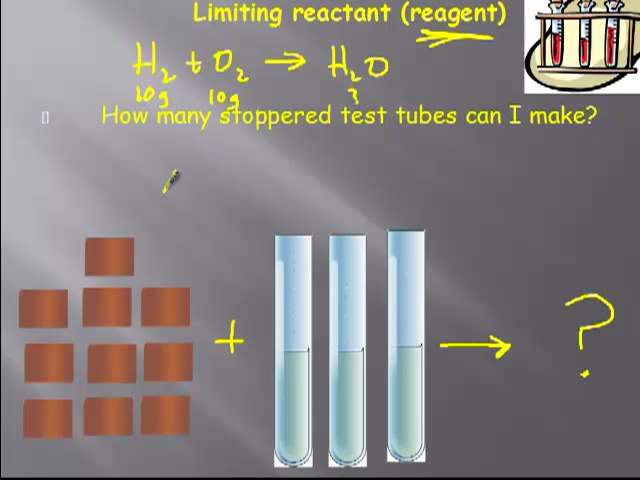 Limiting reactant (reagent)
H₂ + O₂ → H₂O
10g 10g ?
How many stoppered test tubes can I make?
+ → ?